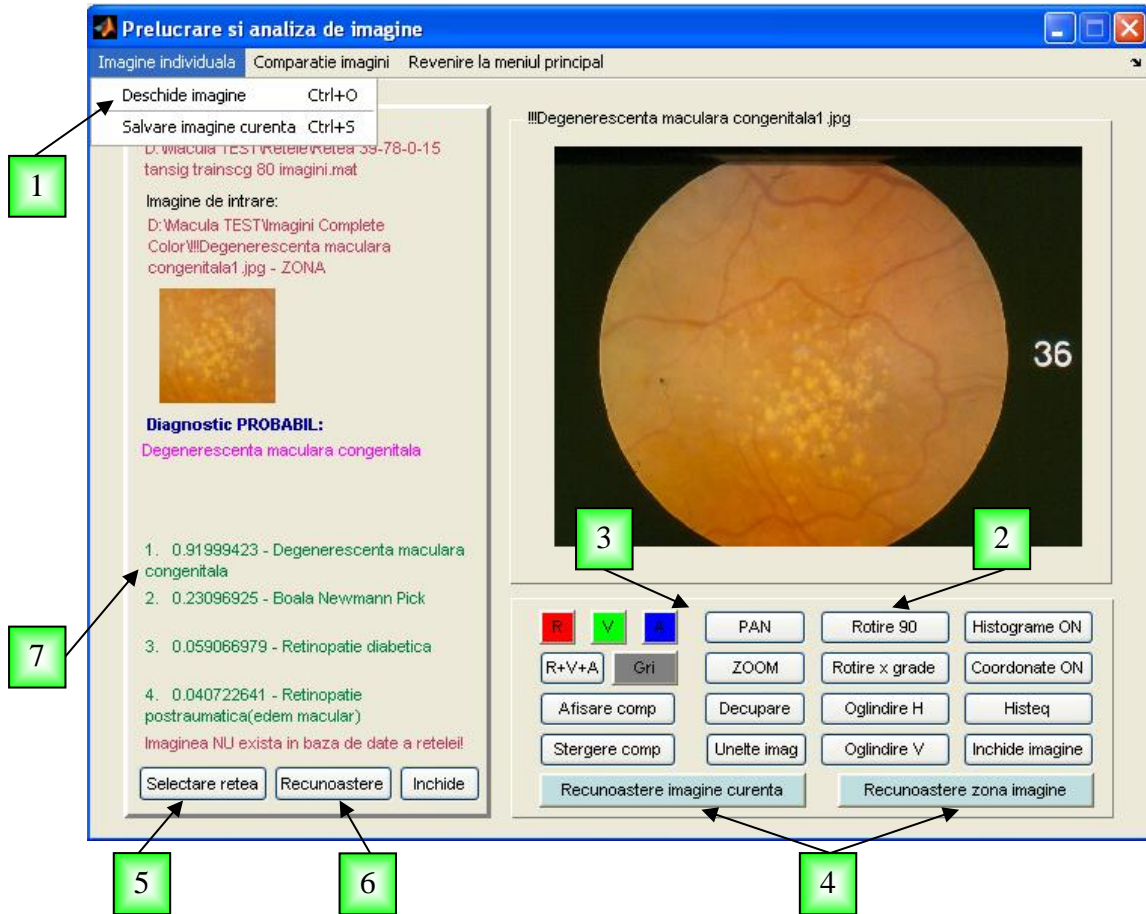 Prelucrare si analiza de imagine
Imagine individuala Comparatie imagini Revenire la meniul principal
Deschide imagine Ctrl+O
Salvare imagine curenta Ctrl+S
1
D:\Macula TEST\Retele\Retea 39-78-0-15
tansig trainscg 80 imagini.mat
Imagine de intrare:
D:\Macula TEST\Imagini Complete
Color\!!!Degenerescenta maculara
congenitala1.jpg - ZONA
Diagnostic PROBABIL:
Degenerescenta maculara congenitala
1. 0.91999423 - Degenerescenta maculara
congenitala
2. 0.23096925 - Boala Newmann Pick
3. 0.059066979 - Retinopatie diabetica
4. 0.040722641 - Retinopatie
postraumatica(edem macular)
Imaginea NU exista in baza de date a retelei!
Selectare retea Recunoastere Inchide
7
5
6
!!!Degenerescenta maculara congenitala1.jpg
36
3
2
R V A PAN Rotire 90 Histograme ON
R+V+A Gri ZOOM Rotire x grade Coordonate ON
Afisare comp Decupare Oglindire H Histeq
Stergere comp Unelte imag Oglindire V Inchide imagine
Recunoastere imagine curenta Recunoastere zona imagine
4